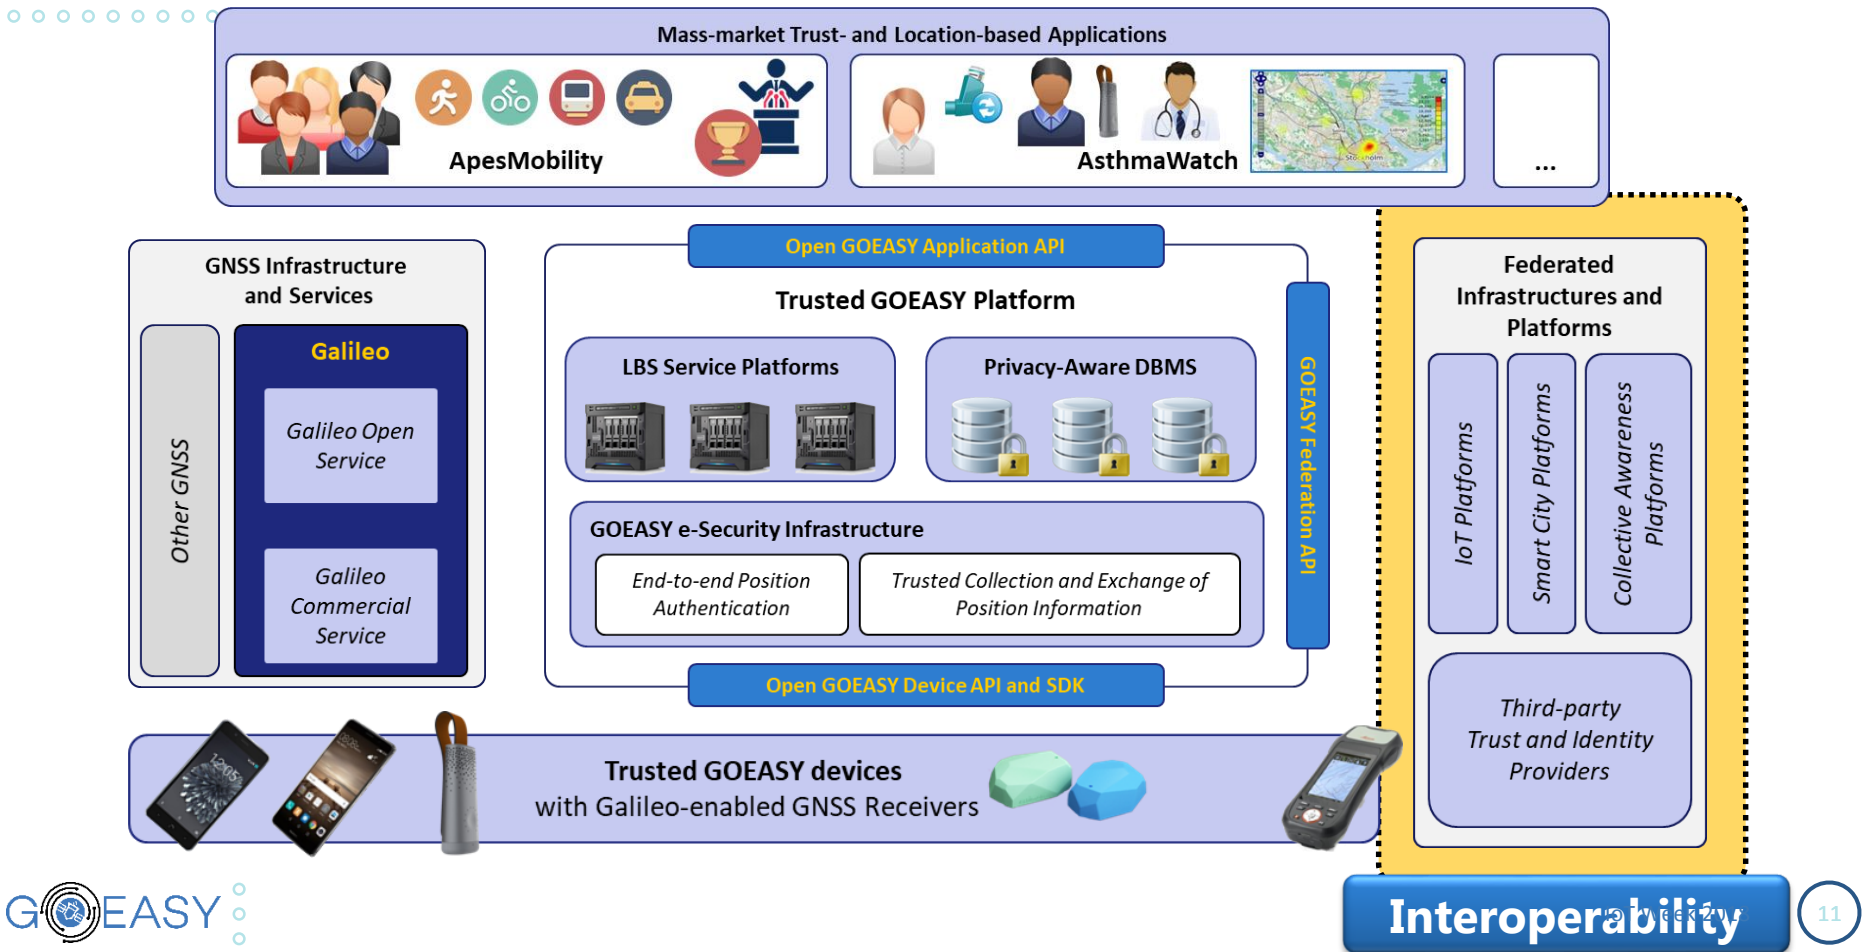 Mass-market Trust- and Location-based Applications
ApesMobility
AsthmaWatch
...
GNSS Infrastructure
and Services
Other GNSS
Galileo
Galileo Open
Service
Galileo
Commercial
Service
Open GOEASY Application API
Trusted GOEASY Platform
LBS Service Platforms
Privacy-Aware DBMS
GOEASY e-Security Infrastructure
End-to-end Position
Authentication
Trusted Collection and Exchange of
Position Information
Open GOEASY Device API and SDK
GOEASY Federation API
Federated
Infrastructures and
Platforms
IoT Platforms
Smart City Platforms
Collective Awareness
Platforms
Third-party
Trust and Identity
Providers
Trusted GOEASY devices
with Galileo-enabled GNSS Receivers
GOEASY
Interoperability
11